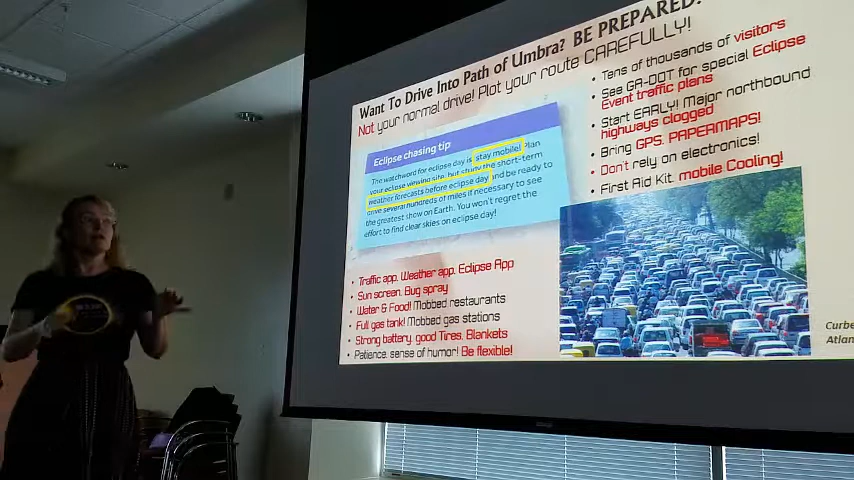 Want To Drive Into Path of Umbra? BE PREPARED!
Not your normal drive! Plot your route CAREFULLY!
Eclipse chasing tip
The watchword for eclipse day is stay mobile! Plan
your eclipse viewing site, but study the short-term
weather forecasts before eclipse day and be ready to
drive several hundreds of miles if necessary to see
the greatest show on Earth. You won't regret the
effort to find clear skies on eclipse day!
• Tens of thousands of visitors
• See GA-DOT for special Eclipse
Event traffic plans
• Start EARLY! Major northbound
highways clogged
• Bring GPS, PAPERMAPS!
• Don't rely on electronics!
• First Aid Kit, mobile Cooling!
• Traffic app, Weather app, Eclipse App
• Sun screen, Bug spray
• Water & Food! Mobbed restaurants
• Full gas tank! Mobbed gas stations
• Strong battery, good Tires, Blankets
• Patience, sense of humor! Be flexible!